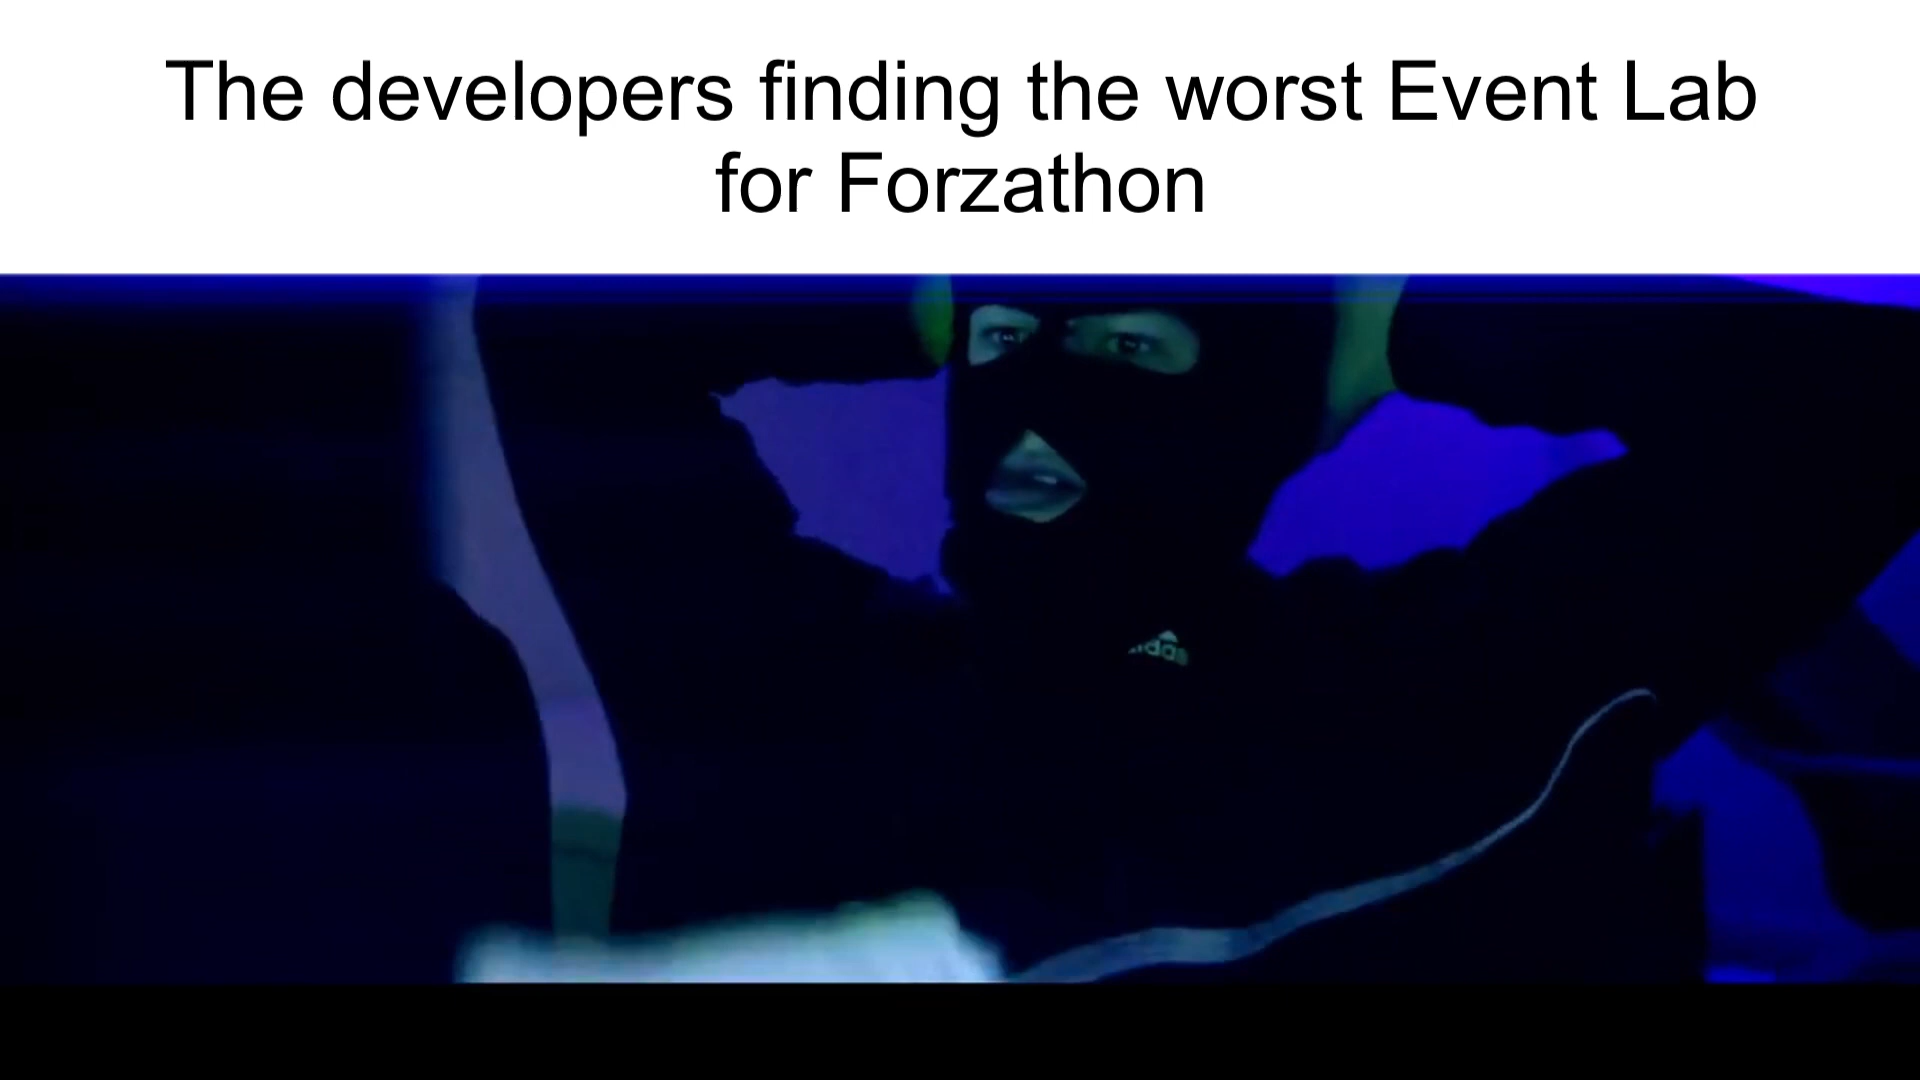 The developers finding the worst Event Lab
for Forzathon